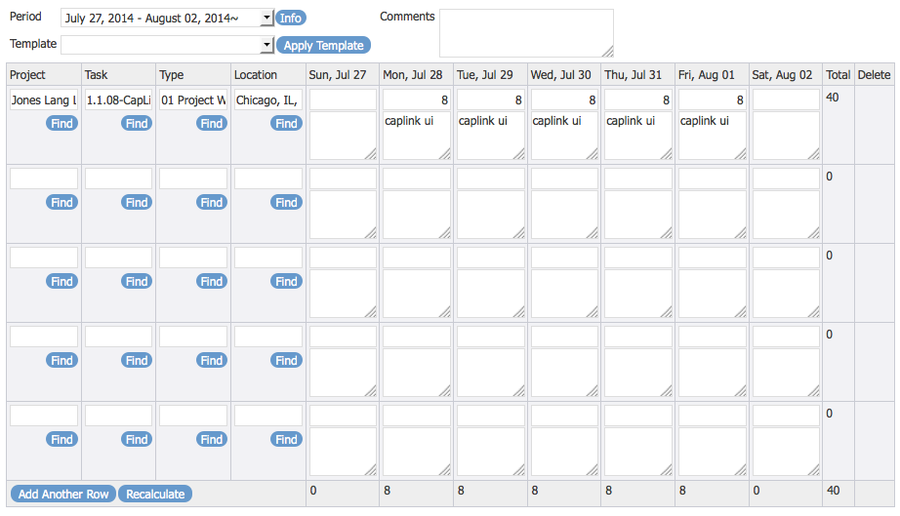 Period July 27, 2014 - August 02, 2014~ Info Comments
Template Apply Template
Project Task Type Location Sun, Jul 27 Mon, Jul 28 Tue, Jul 29 Wed, Jul 30 Thu, Jul 31 Fri, Aug 01 Sat, Aug 02 Total Delete
Jones Lang L 1.1.08-CapLi 01 Project W Chicago, IL, 8 8 8 8 8 40
Find Find Find Find caplink ui caplink ui caplink ui caplink ui caplink ui
0
Find Find Find Find
0
Find Find Find Find
0
Find Find Find Find
0
Find Find Find Find
Add Another Row Recalculate 0 8 8 8 8 8 0 40